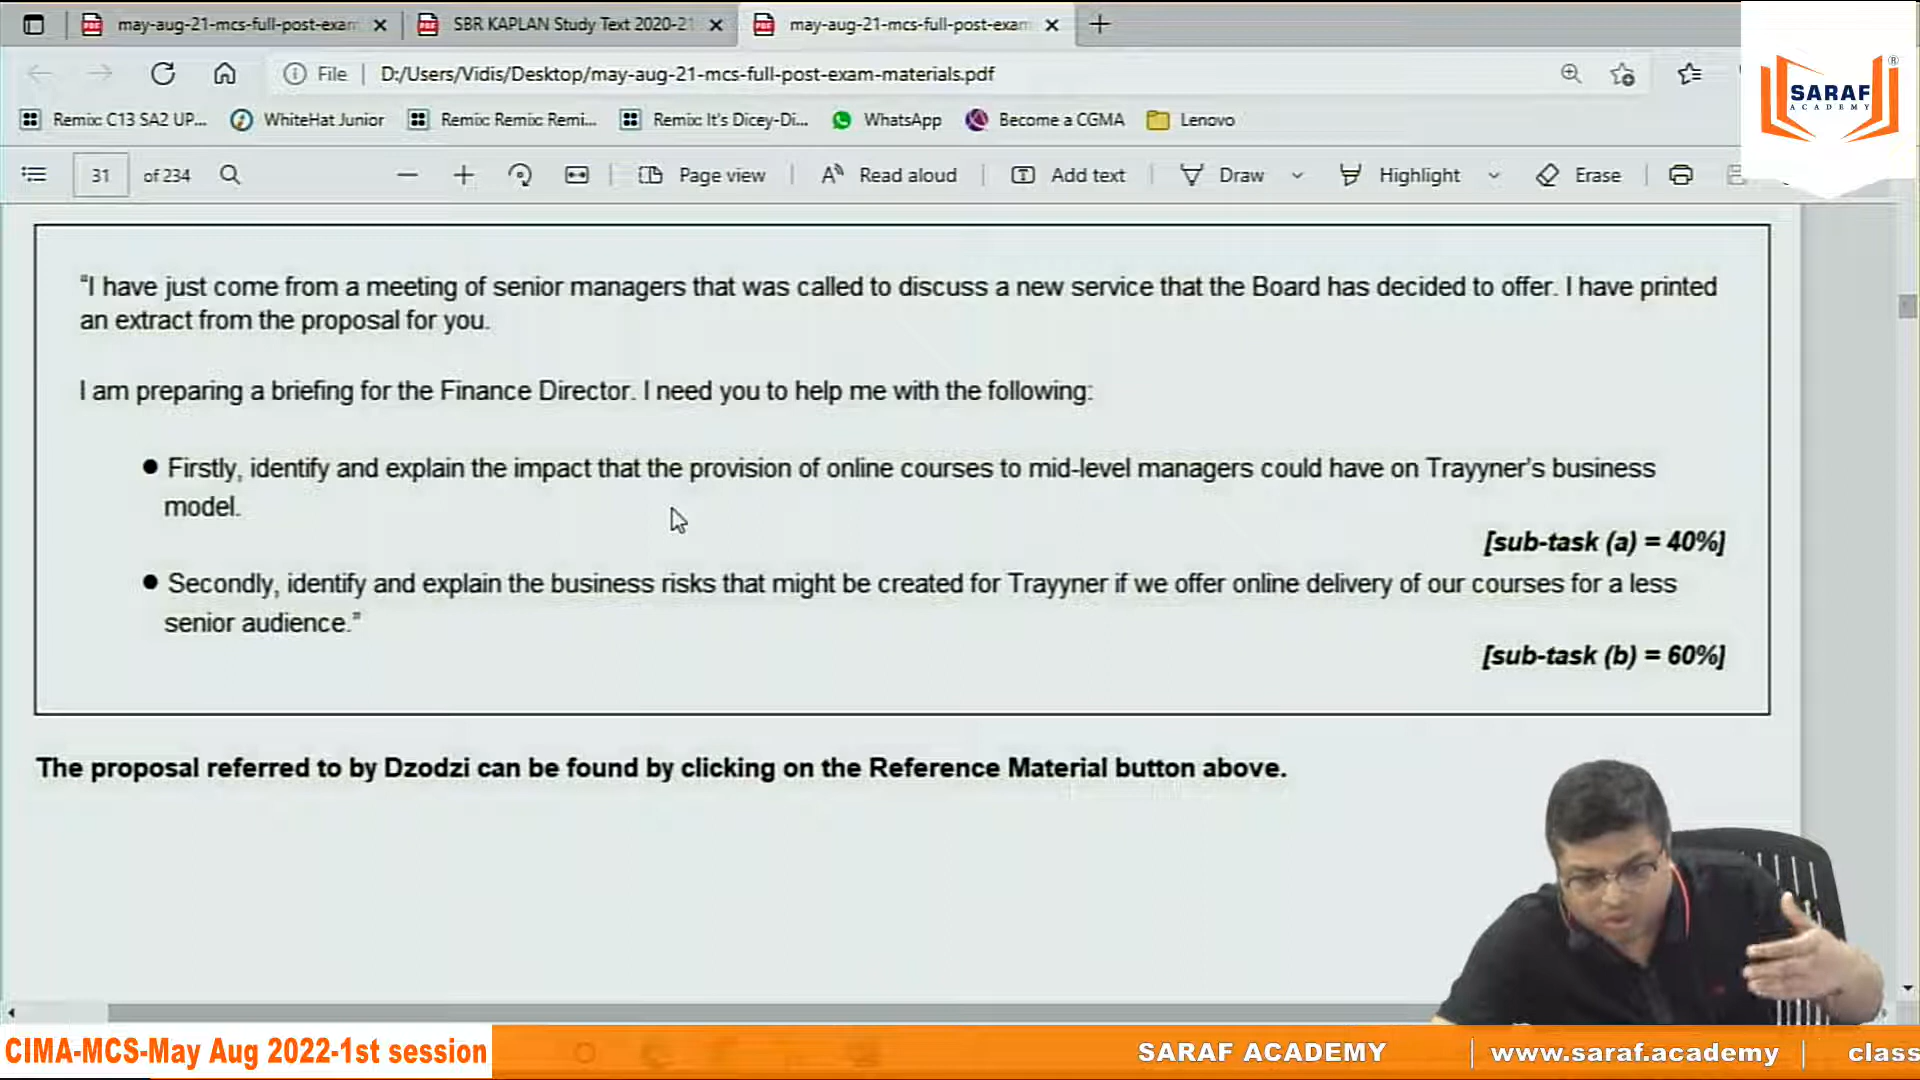 may-aug-21-mcs-full-post-exam
SBR KAPLAN Study Text 2020-21
may-aug-21-mcs-full-post-exam
File | D:/Users/Vidis/Desktop/may-aug-21-mcs-full-post-exam-materials.pdf
Remix: C13 SA2 UP...
WhiteHat Junior
Remix: Remix Remi...
Remix: It's Dicey-Di...
WhatsApp
Become a CGMA
Lenovo
SARAF
ACADEMY
®
31 of 234
Page view
Read aloud
Add text
Draw
Highlight
Erase
"I have just come from a meeting of senior managers that was called to discuss a new service that the Board has decided to offer. I have printed
an extract from the proposal for you.
I am preparing a briefing for the Finance Director. I need you to help me with the following:
● Firstly, identify and explain the impact that the provision of online courses to mid-level managers could have on Trayyner's business
model.
[sub-task (a) = 40%]
● Secondly, identify and explain the business risks that might be created for Trayyner if we offer online delivery of our courses for a less
senior audience."
[sub-task (b) = 60%]
The proposal referred to by Dzodzi can be found by clicking on the Reference Material button above.
CIMA-MCS-May Aug 2022-1st session
SARAF ACADEMY | www.saraf.academy | class